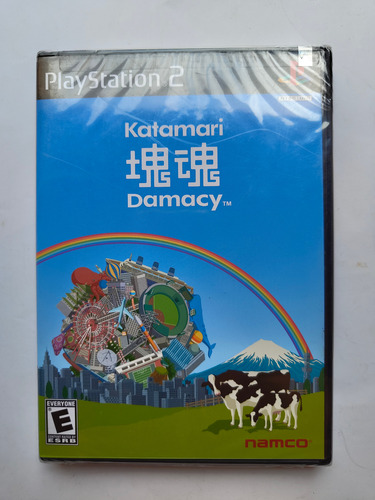 PlayStation 2
Katamari
塊魂
Damacy™
EVERYONE
E
ESRB
namco